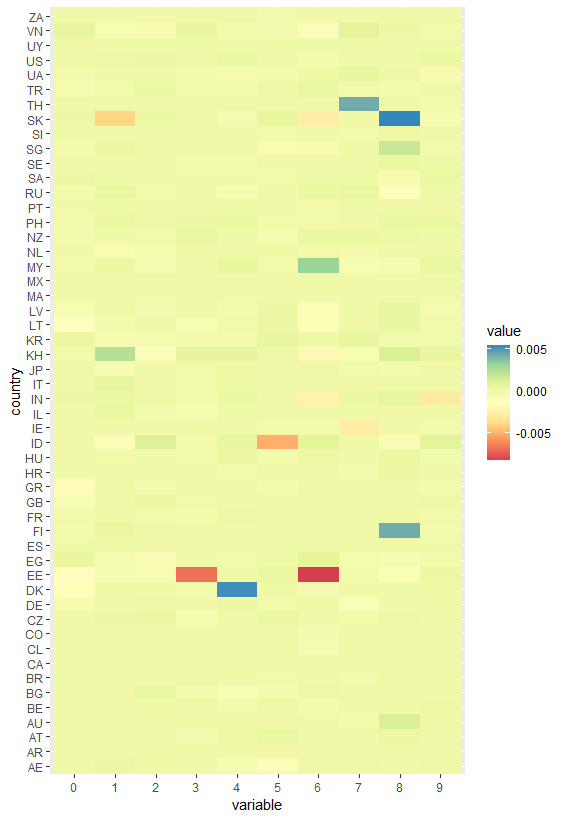 ZA
VN
UY
US
UA
TR
TH
SK
SI
SG
SE
SA
RU
PT
PH
NZ
NL
MY
MX
MA
LV
LT
KR
KH
JP
IT
IN
IL
IE
ID
HU
HR
GR
GB
FR
FI
ES
EG
EE
DK
DE
CZ
CO
CL
CA
BR
BG
BE
AU
AT
AR
AE
country
0 1 2 3 4 5 6 7 8 9
variable
value
0.005
0.000
-0.005